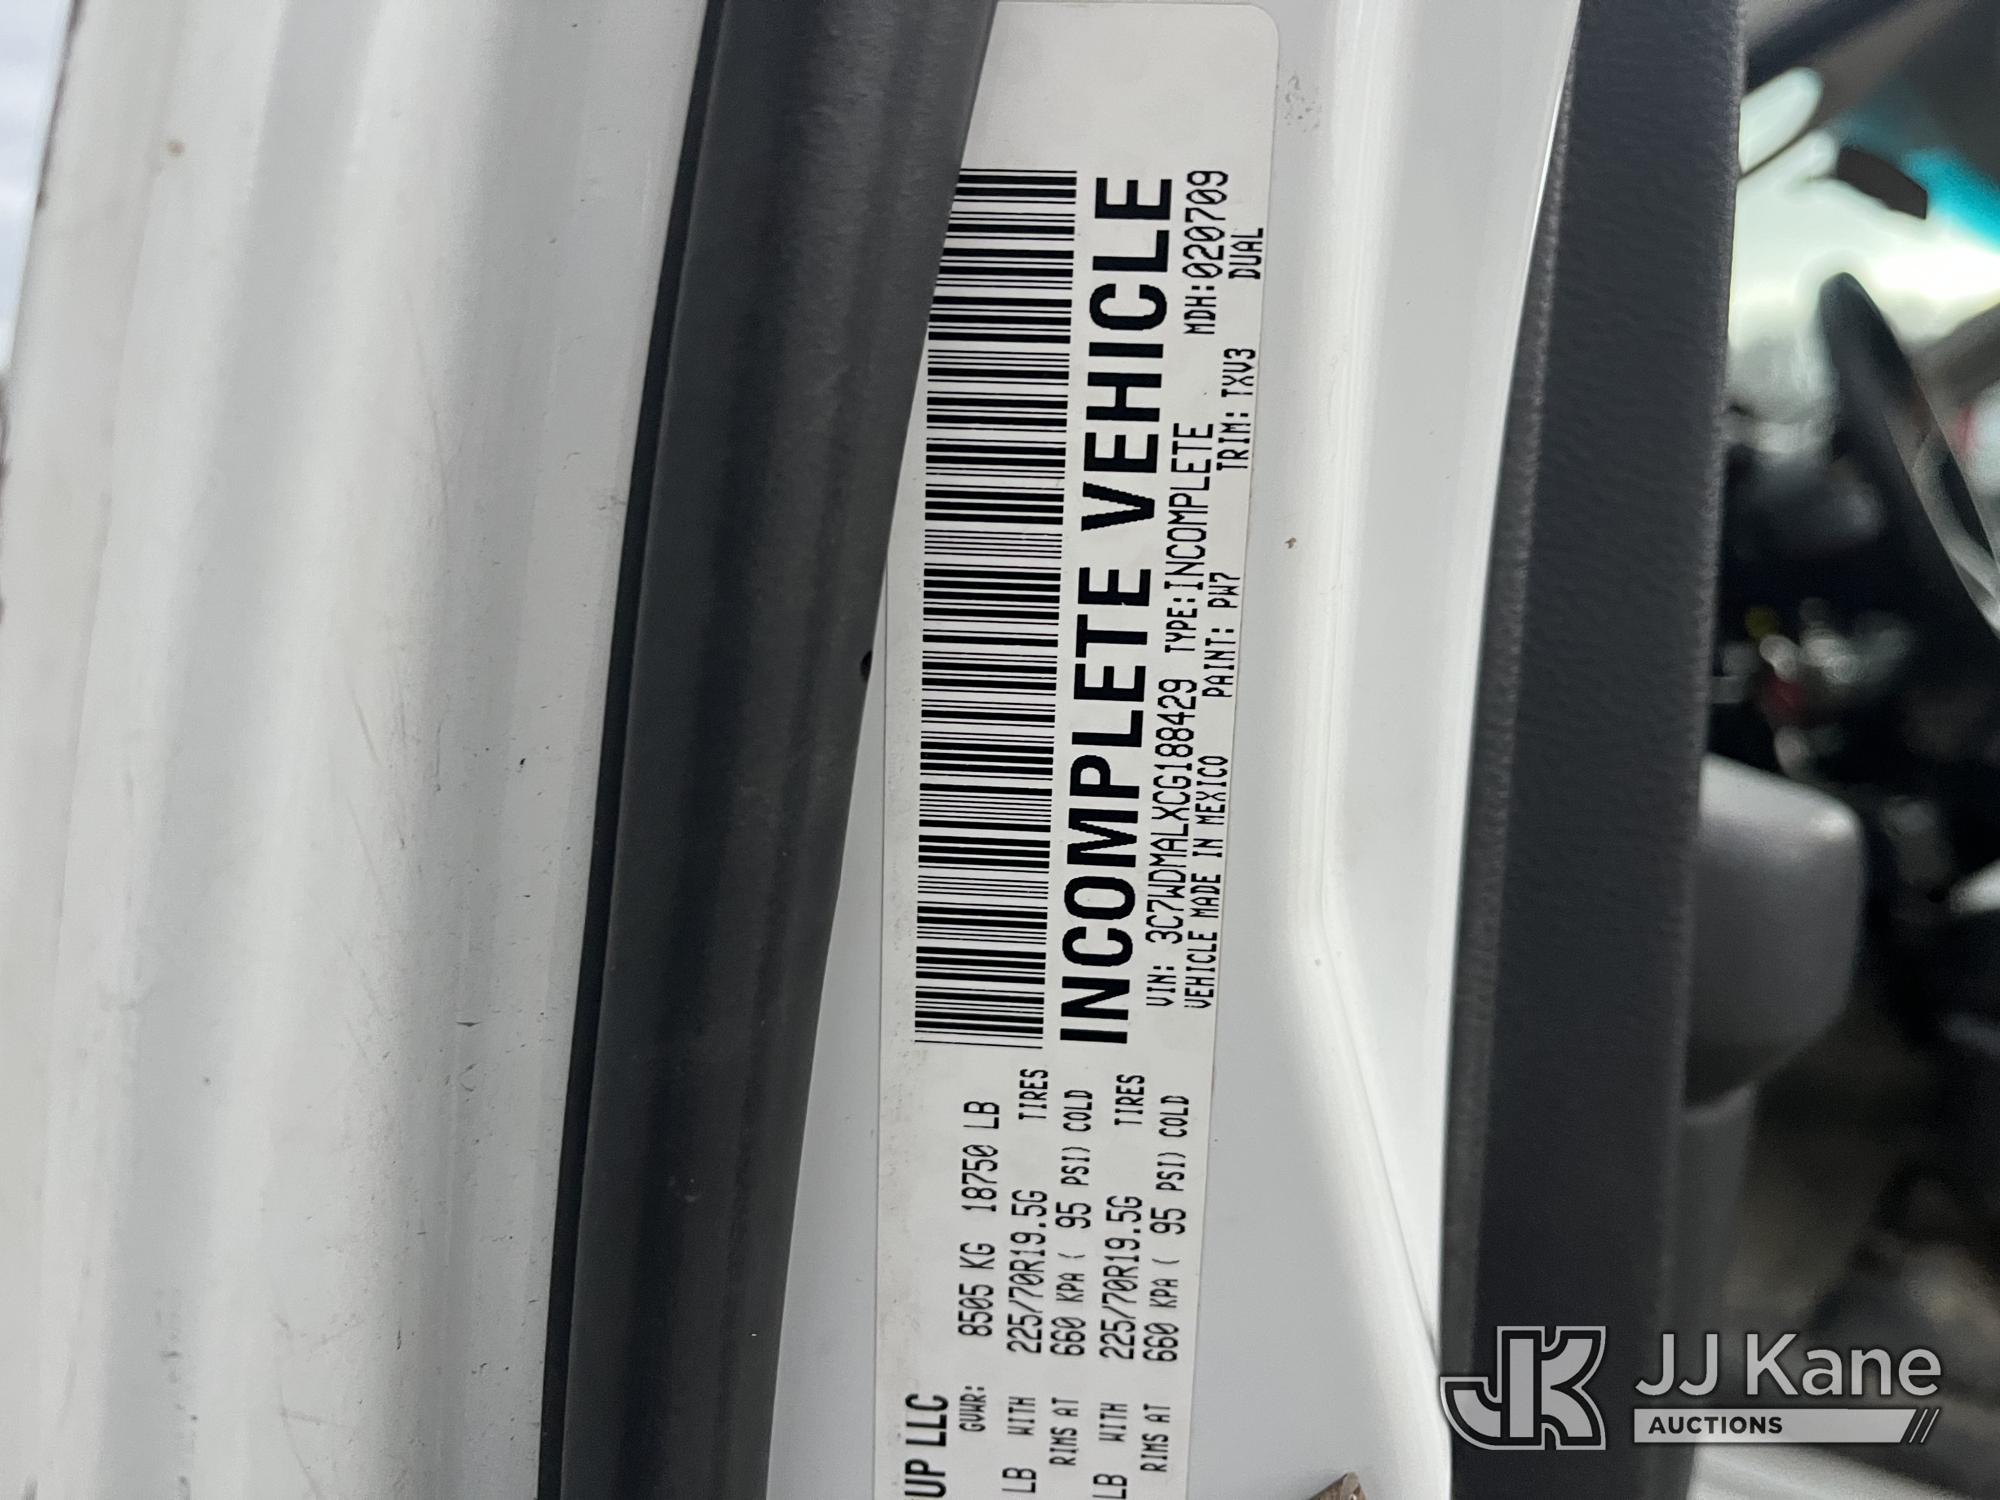 UP LLC
GVWR: 8505 KG 18750 LB
LB WITH 225/70R19.5G TIRES
RIMS AT 660 KPA ( 95 PSI) COLD
LB WITH 225/70R19.5G TIRES
RIMS AT 660 KPA ( 95 PSI) COLD
INCOMPLETE VEHICLE
VIN: 3C7WDMALXCG188429 TYPE:INCOMPLETE MDH:020709
VEHICLE MADE IN MEXICO PAINT: PW7 TRIM: TXV3 DUAL
JK JJ Kane
AUCTIONS